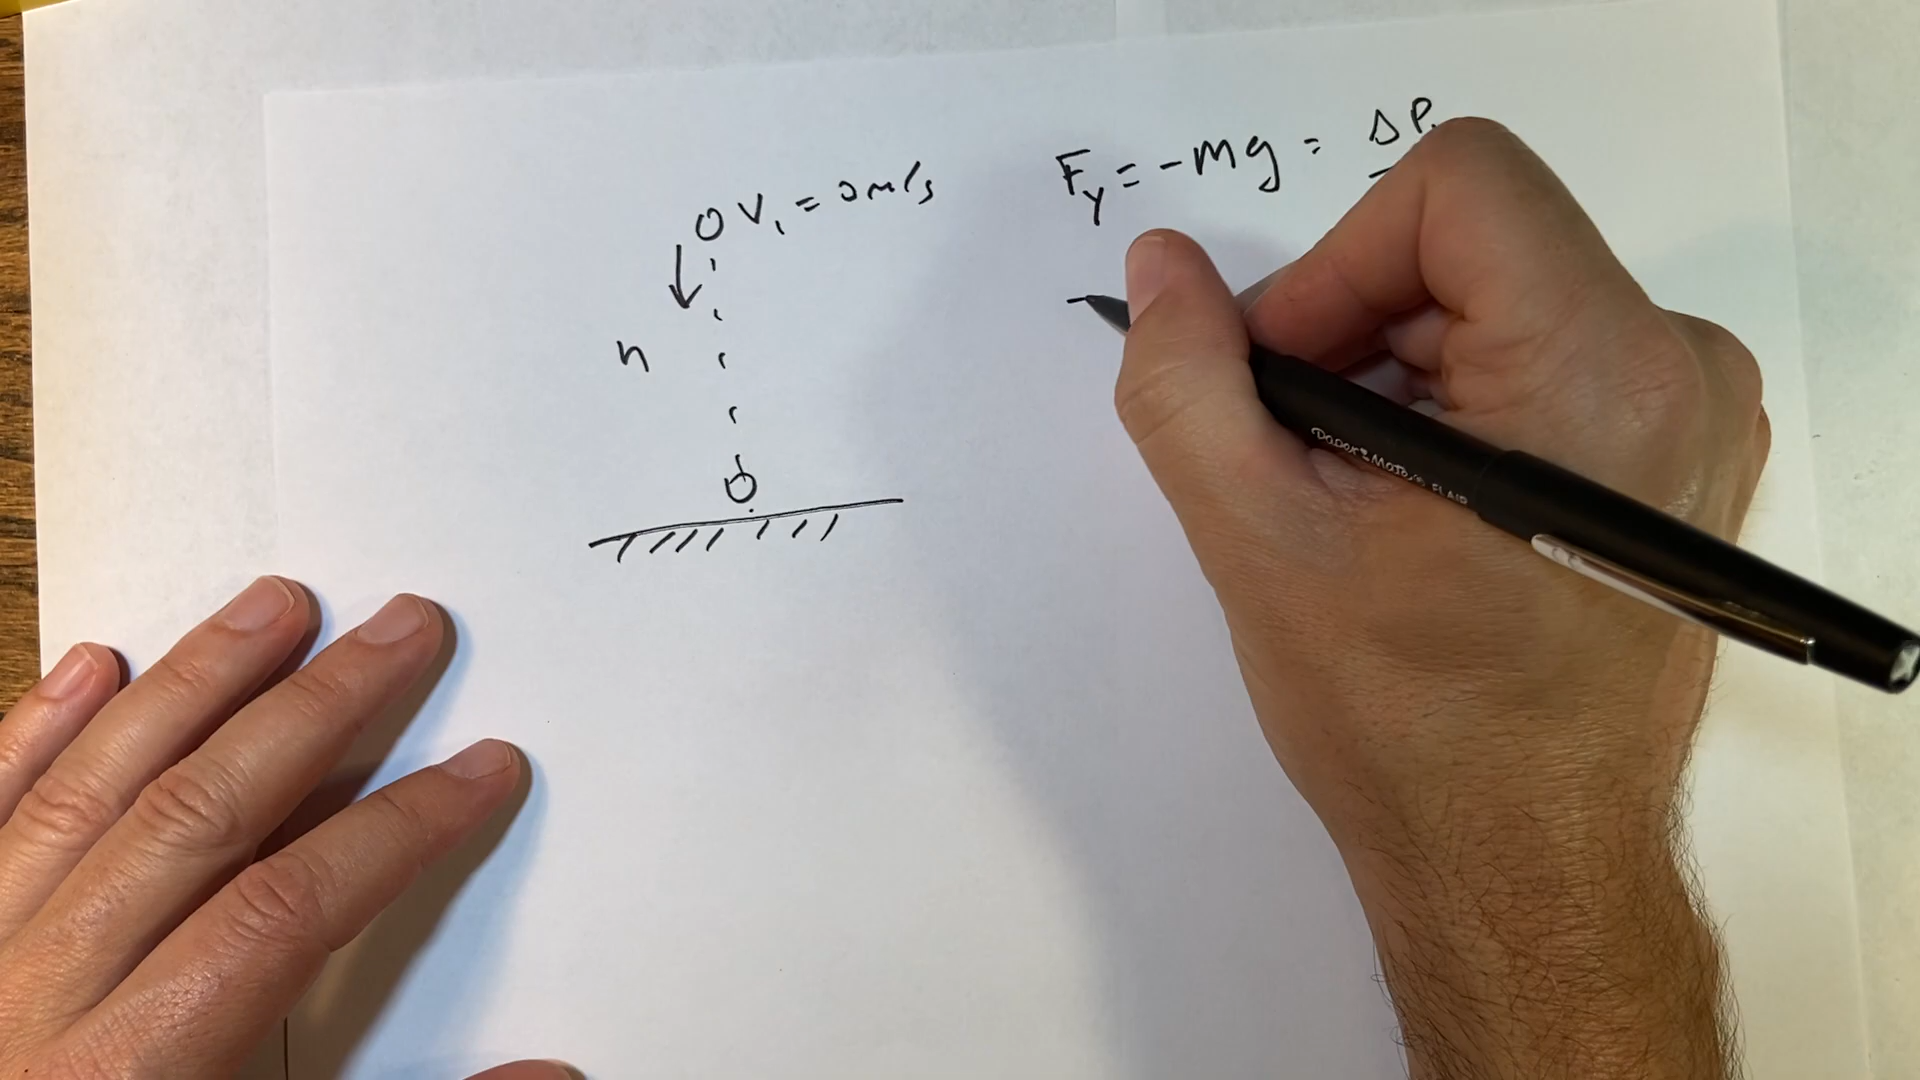 V₁ = 0 m/s
h
F_y = -mg = ΔP
Paper Mate FLAIR